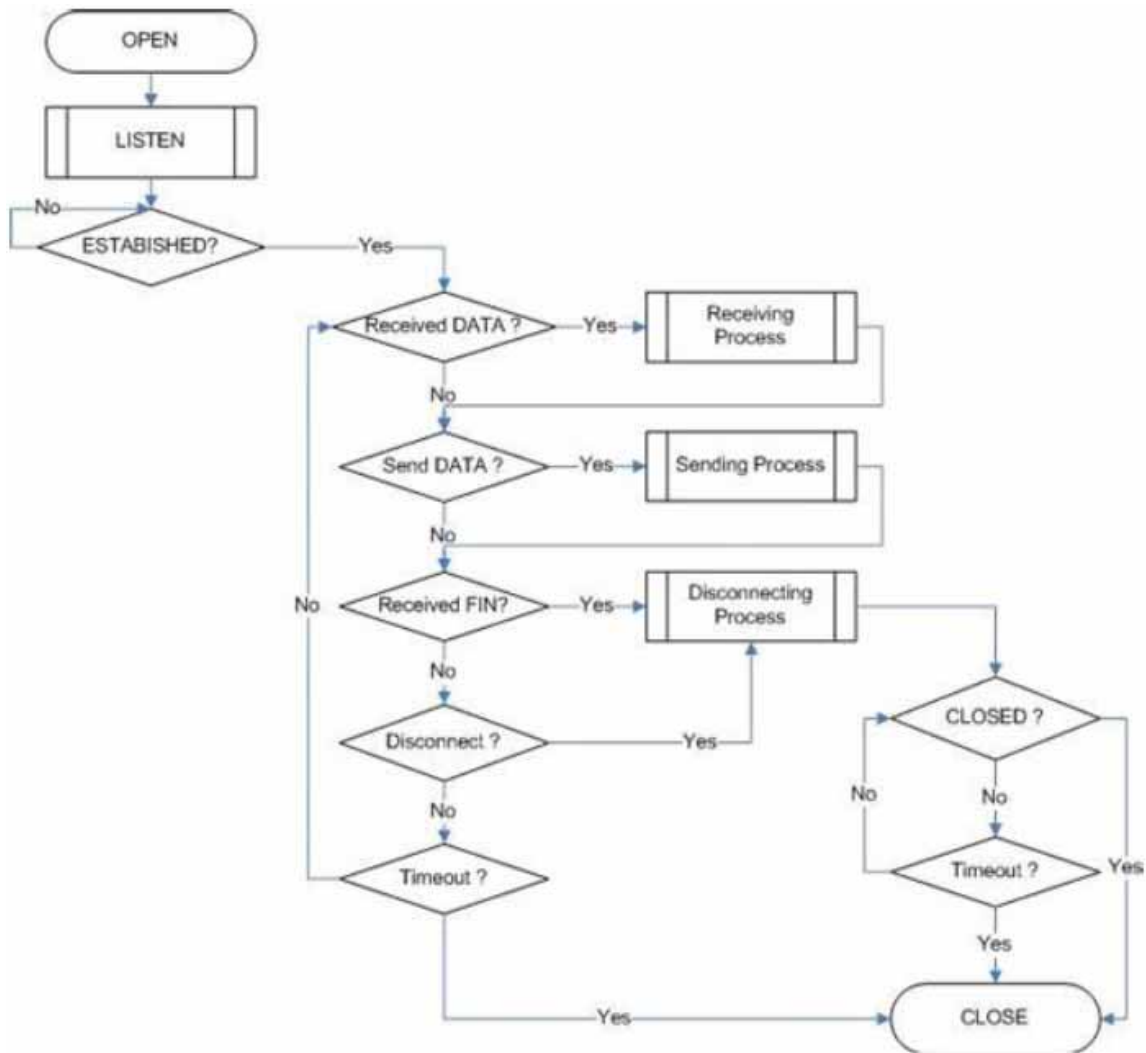 OPEN
LISTEN
No
ESTABISHED?
Yes
Received DATA ?
Yes
Receiving
Process
No
Send DATA ?
Yes
Sending Process
No
No
Received FIN?
Yes
Disconnecting
Process
No
Disconnect ?
Yes
CLOSED ?
No
No
No
Timeout ?
Timeout ?
Yes
Yes
Yes
CLOSE